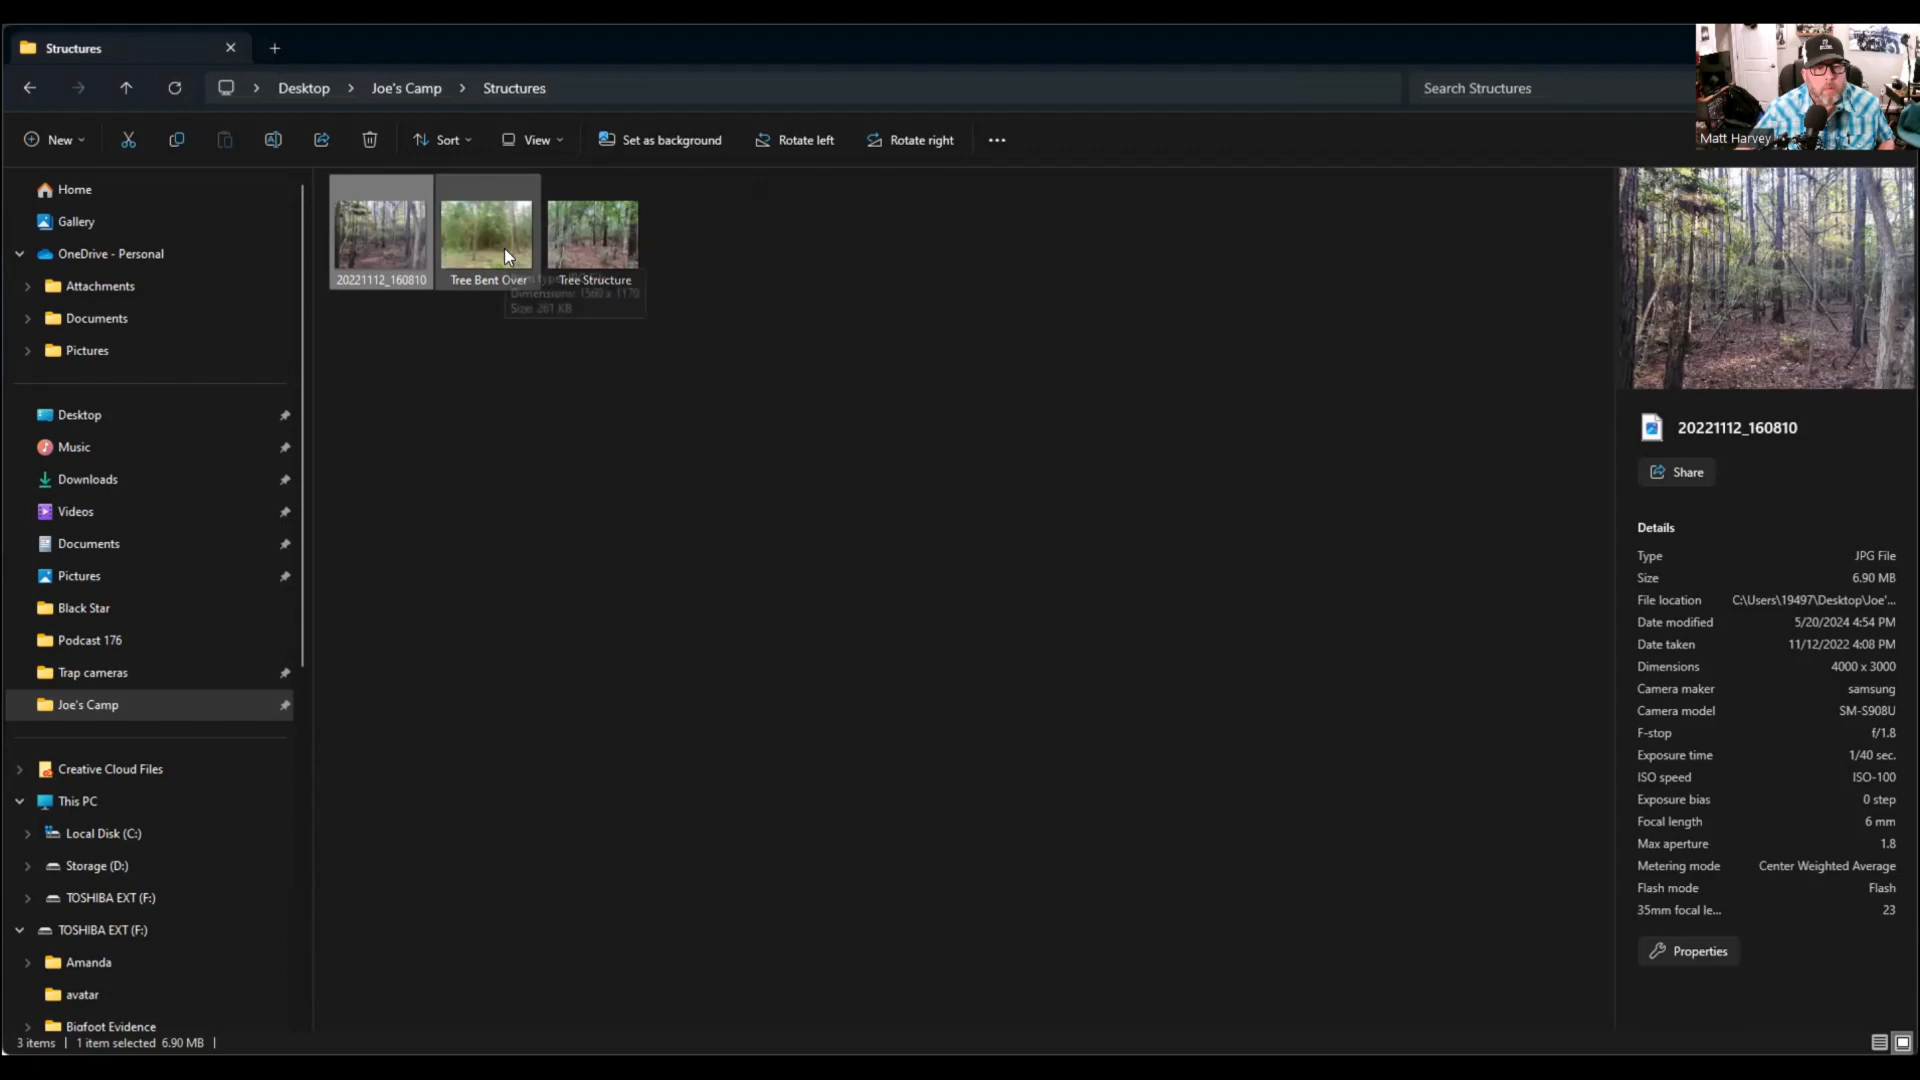 Structures
Desktop > Joe's Camp > Structures
Search Structures
Matt Harvey
New
Sort
View
Set as background
Rotate left
Rotate right
Home
Gallery
OneDrive - Personal
Attachments
Documents
Pictures
Desktop
Music
Downloads
Videos
Documents
Pictures
Black Star
Podcast 176
Trap cameras
Joe's Camp
Creative Cloud Files
This PC
Local Disk (C:)
Storage (D:)
TOSHIBA EXT (F:)
TOSHIBA EXT (F:)
Amanda
avatar
Bigfoot Evidence
3 items | 1 item selected 6.90 MB |
20221112_160810
Tree Bent Over
Tree Structure
Dimensions: 1560 x 1170
Size: 261 KB
20221112_160810
Share
Details
Type JPG File
Size 6.90 MB
File location C:\Users\19497\Desktop\Joe'...
Date modified 5/20/2024 4:54 PM
Date taken 11/12/2022 4:08 PM
Dimensions 4000 x 3000
Camera maker samsung
Camera model SM-S908U
F-stop f/1.8
Exposure time 1/40 sec.
ISO speed ISO-100
Exposure bias 0 step
Focal length 6 mm
Max aperture 1.8
Metering mode Center Weighted Average
Flash mode Flash
35mm focal le... 23
Properties